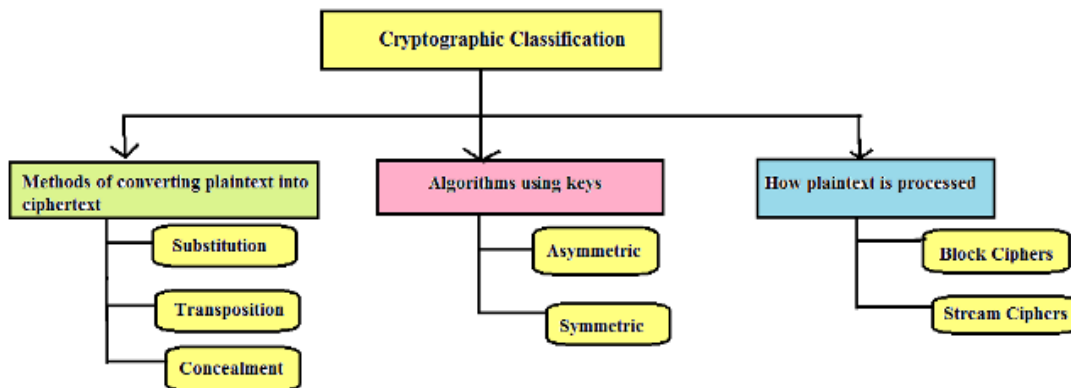 Cryptographic Classification
Methods of converting plaintext into
ciphertext
Substitution
Transposition
Concealment
Algorithms using keys
Asymmetric
Symmetric
How plaintext is processed
Block Ciphers
Stream Ciphers